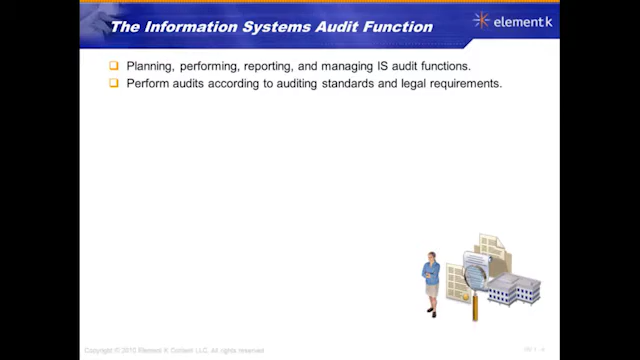 The Information Systems Audit Function
element k
Planning, performing, reporting, and managing IS audit functions.
Perform audits according to auditing standards and legal requirements.
Copyright © 2010 Element K Content LLC. All rights reserved